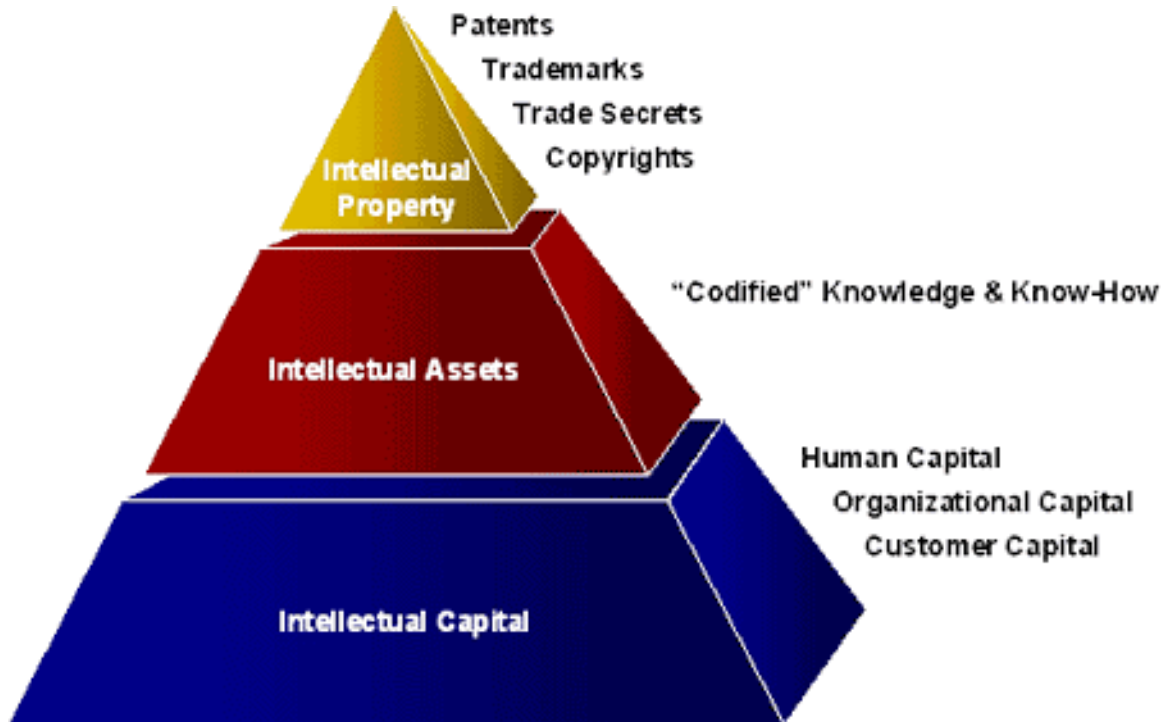 Patents
Trademarks
Trade Secrets
Copyrights
Intellectual
Property
“Codified” Knowledge & Know-How
Intellectual Assets
Human Capital
Organizational Capital
Customer Capital
Intellectual Capital